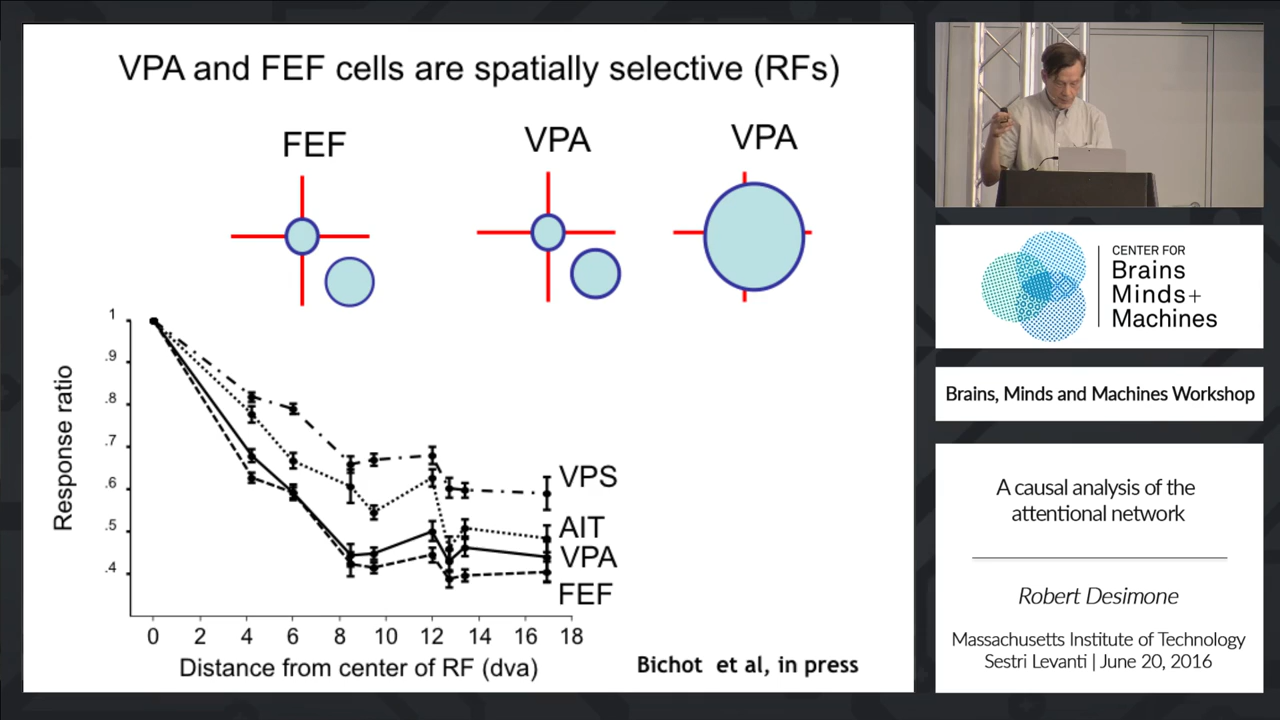 VPA and FEF cells are spatially selective (RFs)
FEF
VPA
VPA
Response ratio
1
.9
.8
.7
.6
.5
.4
VPS
AIT
VPA
FEF
0 2 4 6 8 10 12 14 16 18
Distance from center of RF (dva)
Bichot et al, in press
CENTER FOR
Brains
Minds+
Machines
Brains, Minds and Machines Workshop
A causal analysis of the
attentional network
Robert Desimone
Massachusetts Institute of Technology
Sestri Levanti | June 20, 2016